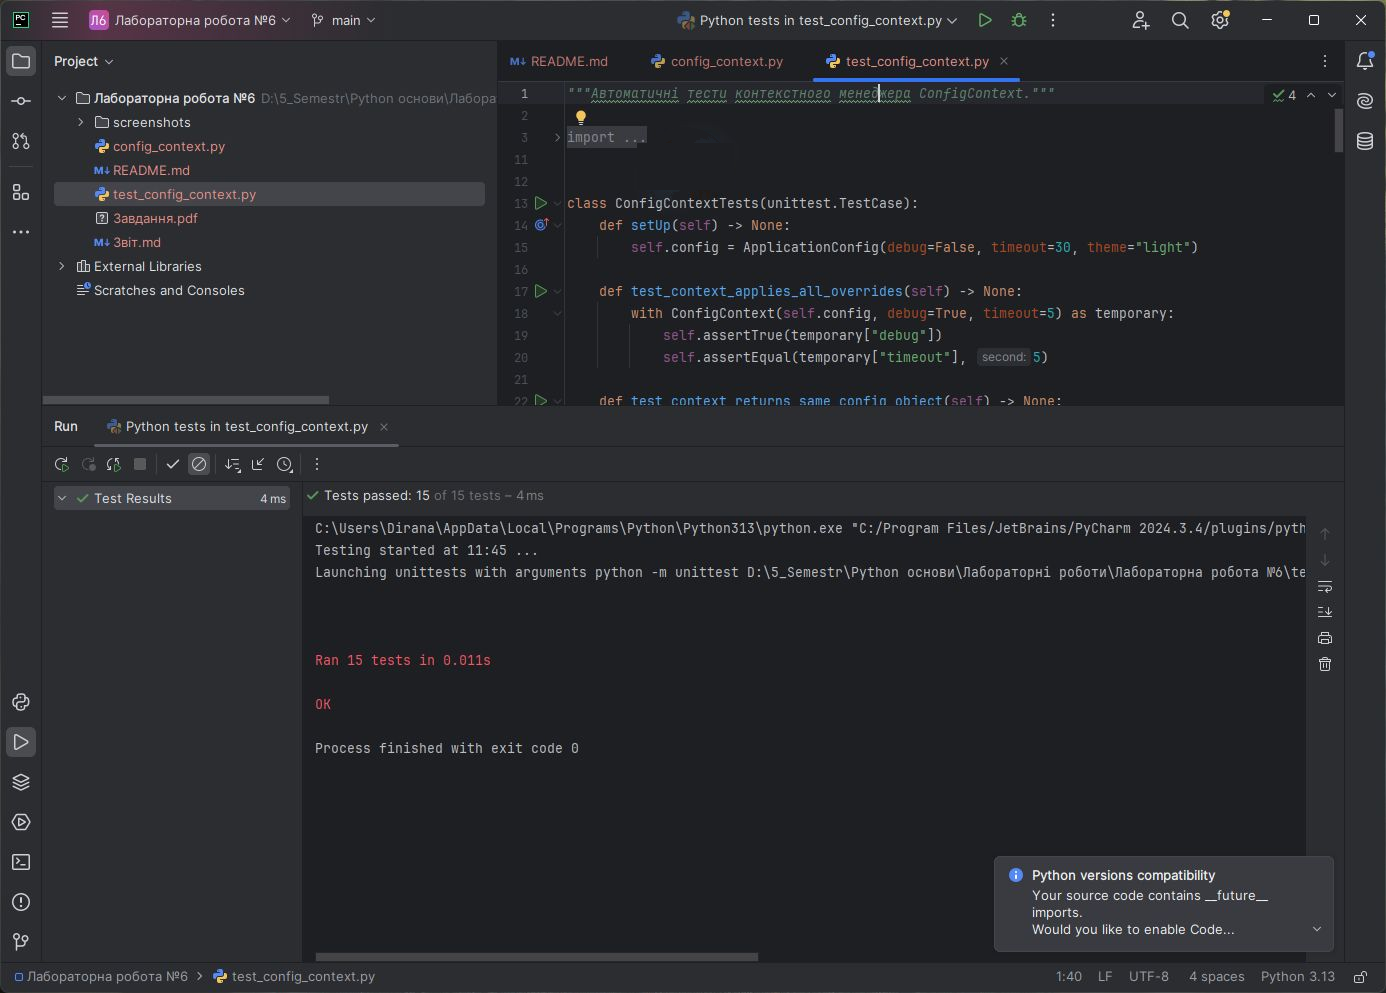 PC Л6 Лабораторна робота №6 main Python tests in test_config_context.py
Project
Лабораторна робота №6 D:\5_Semestr\Python основи\Лабора
screenshots
config_context.py
M↓ README.md
test_config_context.py
Завдання.pdf
M↓ Звіт.md
External Libraries
Scratches and Consoles
M↓ README.md config_context.py test_config_context.py
4
1 """Автоматичні тести контекстного менеджера ConfigContext."""
2
3 import ...
11
12
13 class ConfigContextTests(unittest.TestCase):
14 def setUp(self) -> None:
15 self.config = ApplicationConfig(debug=False, timeout=30, theme="light")
16
17 def test_context_applies_all_overrides(self) -> None:
18 with ConfigContext(self.config, debug=True, timeout=5) as temporary:
19 self.assertTrue(temporary["debug"])
20 self.assertEqual(temporary["timeout"], second: 5)
21
22 def test_context_returns_same_config_object(self) -> None:
Run Python tests in test_config_context.py
Test Results 4 ms
Tests passed: 15 of 15 tests – 4 ms
C:\Users\Dirana\AppData\Local\Programs\Python\Python313\python.exe "C:/Program Files/JetBrains/PyCharm 2024.3.4/plugins/pyth
Testing started at 11:45 ...
Launching unittests with arguments python -m unittest D:\5_Semestr\Python основи\Лабораторні роботи\Лабораторна робота №6\te
Ran 15 tests in 0.011s
OK
Process finished with exit code 0
Python versions compatibility
Your source code contains __future__
imports.
Would you like to enable Code...
Лабораторна робота №6 > test_config_context.py 1:40 LF UTF-8 4 spaces Python 3.13